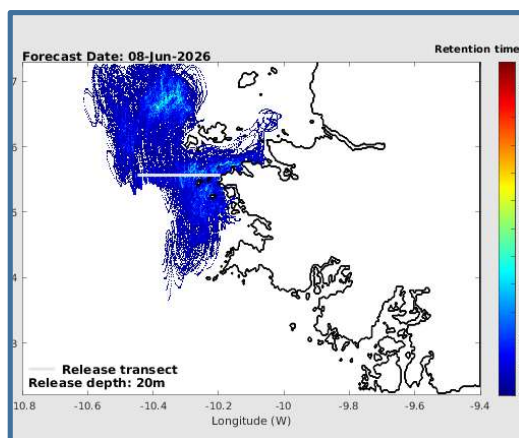 Forecast Date: 08-Jun-2026
Retention time
7
6
5
4
3
Release transect
Release depth: 20m
10.8 -10.6 -10.4 -10.2 -10 -9.8 -9.6 -9.4
Longitude (W)